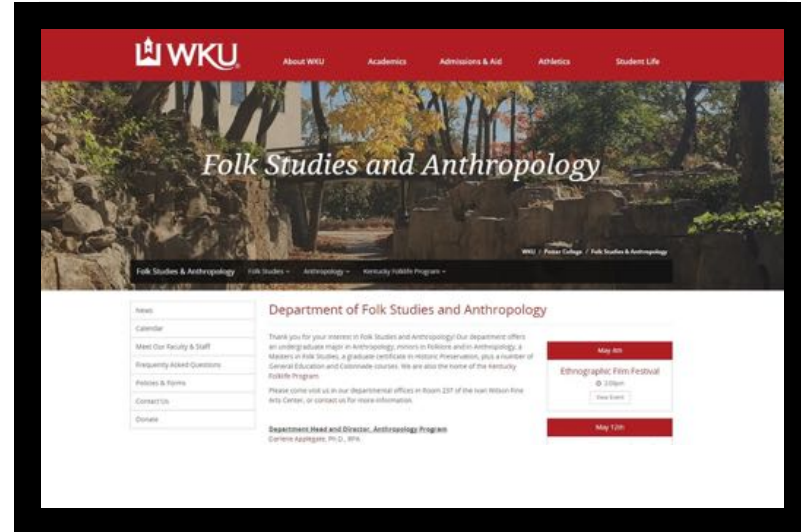 WKU
About WKU Academics Admissions & Aid Athletics Student Life
Folk Studies and Anthropology
WKU / Potter College / Folk Studies & Anthropology
Folk Studies & Anthropology Folk Studies Anthropology Kentucky Folklife Program
News
Calendar
Meet Our Faculty & Staff
Frequently Asked Questions
Policies & Forms
Contact Us
Donate
Department of Folk Studies and Anthropology
Thank you for your interest in Folk Studies and Anthropology! Our department offers
an undergraduate major in Anthropology, minors in Folklore and in Anthropology, a
Masters in Folk Studies, a graduate certificate in Historic Preservation, plus a number of
General Education and Colonnade courses. We are also the home of the Kentucky
Folklife Program.
Please come visit us in our departmental offices in Room 237 of the Ivan Wilson Fine
Arts Center, or contact us for more information.
Department Head and Director, Anthropology Program
Darlene Applegate, Ph.D., RPA
May 8th
Ethnographic Film Festival
2:00pm
View Event
May 12th